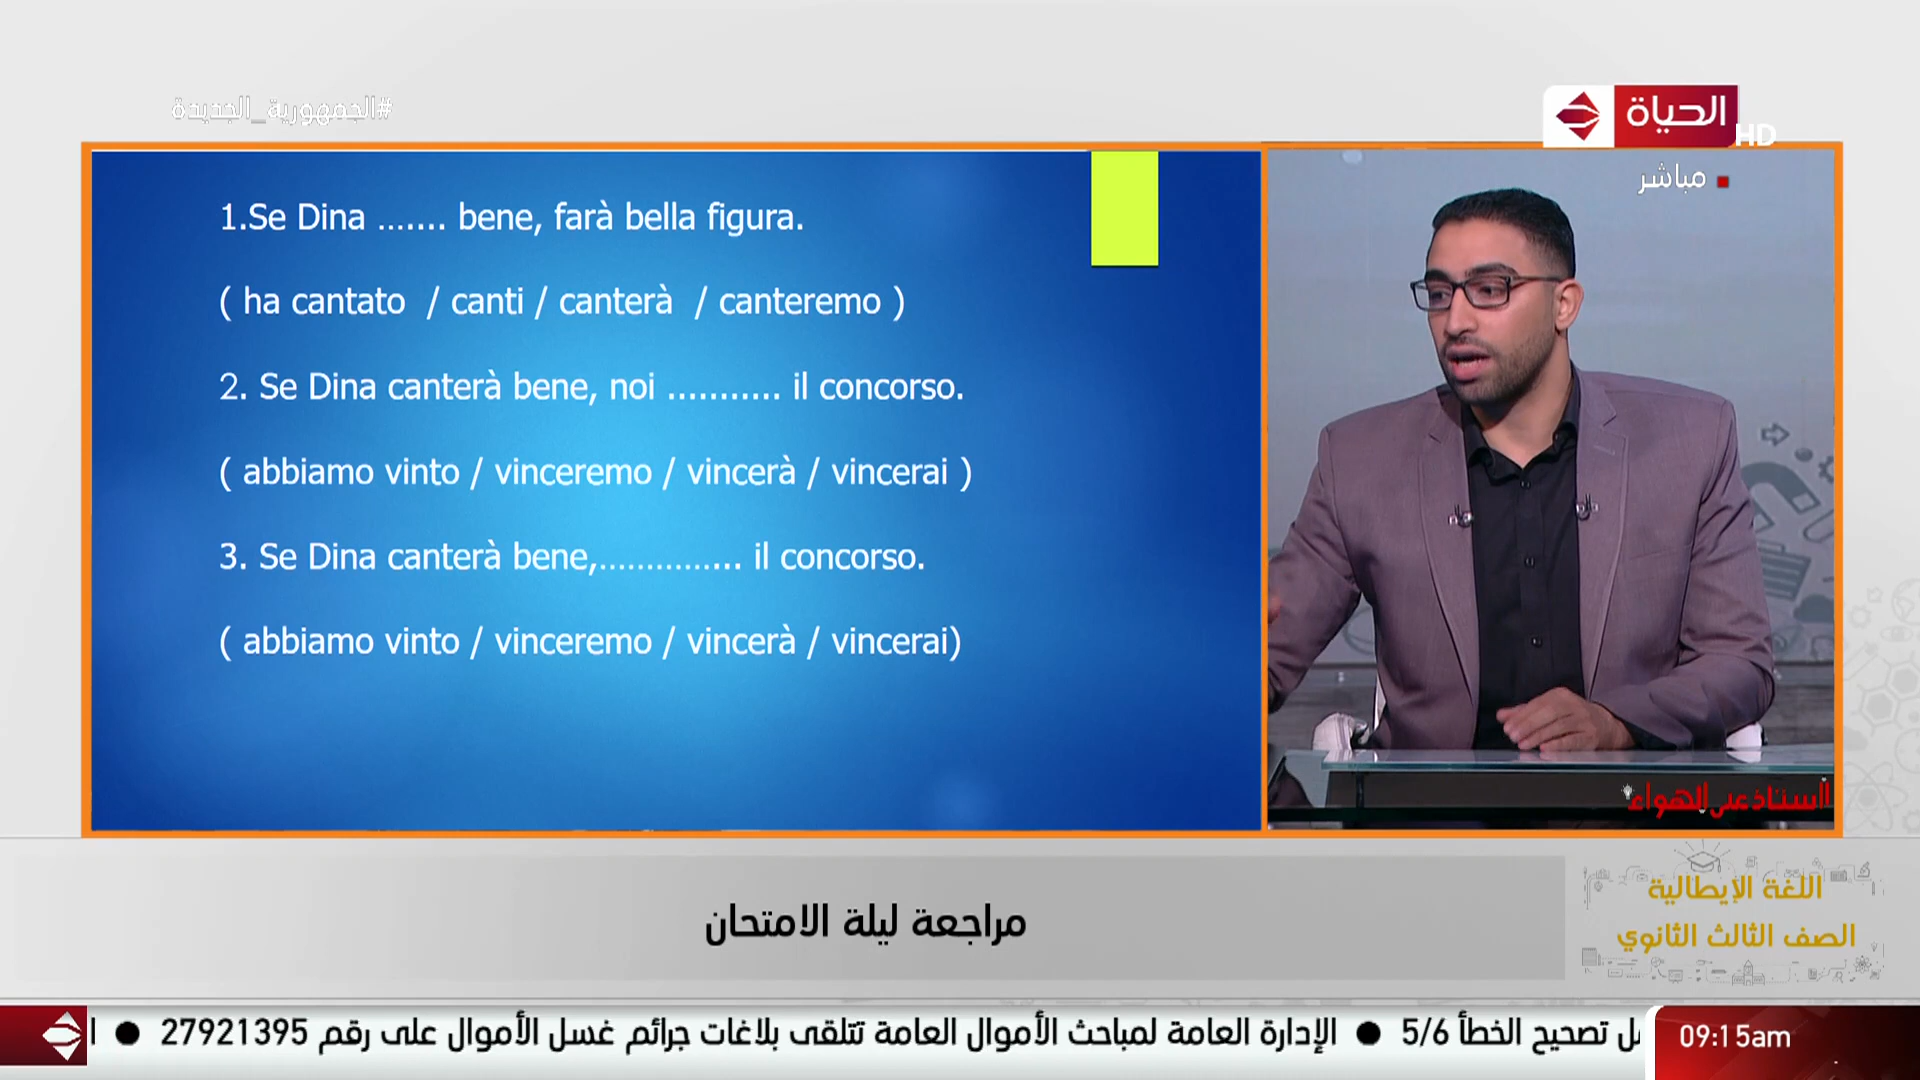 #الجمهورية_الجديدة
الحياة
HD
مباشر
1.Se Dina ....... bene, farà bella figura.
( ha cantato / canti / canterà / canteremo )
2. Se Dina canterà bene, noi ........... il concorso.
( abbiamo vinto / vinceremo / vincerà / vincerai )
3. Se Dina canterà bene,................ il concorso.
( abbiamo vinto / vinceremo / vincerà / vincerai)
أستاذ على الهواء
اللغة الإيطالية
الصف الثالث الثانوي
مراجعة ليلة الامتحان
تصحيح الخطأ 5/6 ● الإدارة العامة لمباحث الأموال العامة تتلقى بلاغات جرائم غسل الأموال على رقم 27921395 ●
09:15am